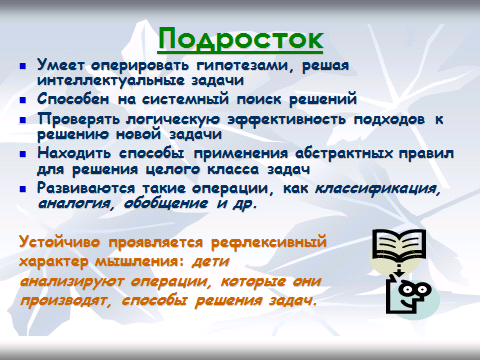 Подросток
Умеет оперировать гипотезами, решая
интеллектуальные задачи
Способен на системный поиск решений
Проверять логическую эффективность подходов к
решению новой задачи
Находить способы применения абстрактных правил
для решения целого класса задач
Развиваются такие операции, как классификация,
аналогия, обобщение и др.
Устойчиво проявляется рефлексивный
характер мышления: дети
анализируют операции, которые они
производят, способы решения задач.